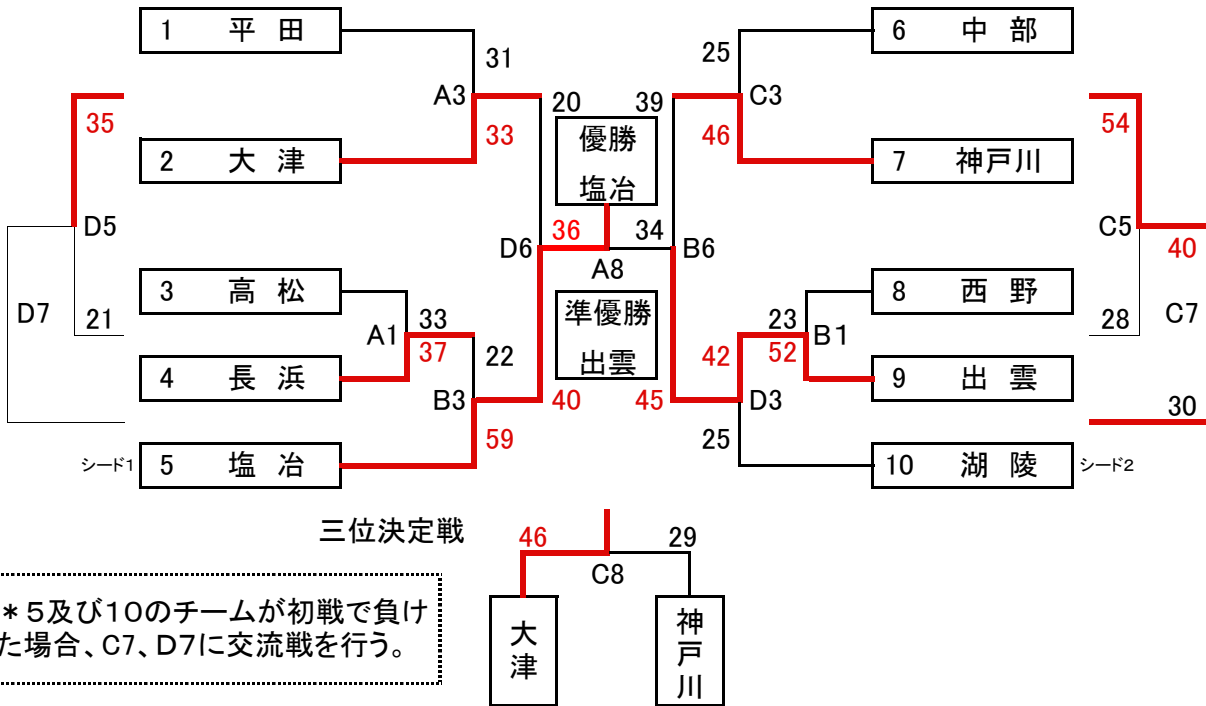 1 平 田
31
A3
35
33
2 大 津
D5
D7
21
3 高 松
A1
33
37
22
4 長 浜
B3
59
シード1 5 塩 冶
20
39
優勝
塩冶
36
34
D6
A8
B6
準優勝
出雲
40
45
6 中 部
25
C3
46
7 神戸川
54
C5
40
C7
28
30
8 西 野
23
B1
52
42
9 出 雲
D3
25
10 湖 陵 シード2
三位決定戦
46
29
C8
大津
神戸川
*5及び10のチームが初戦で負け
た場合、C7、D7に交流戦を行う。